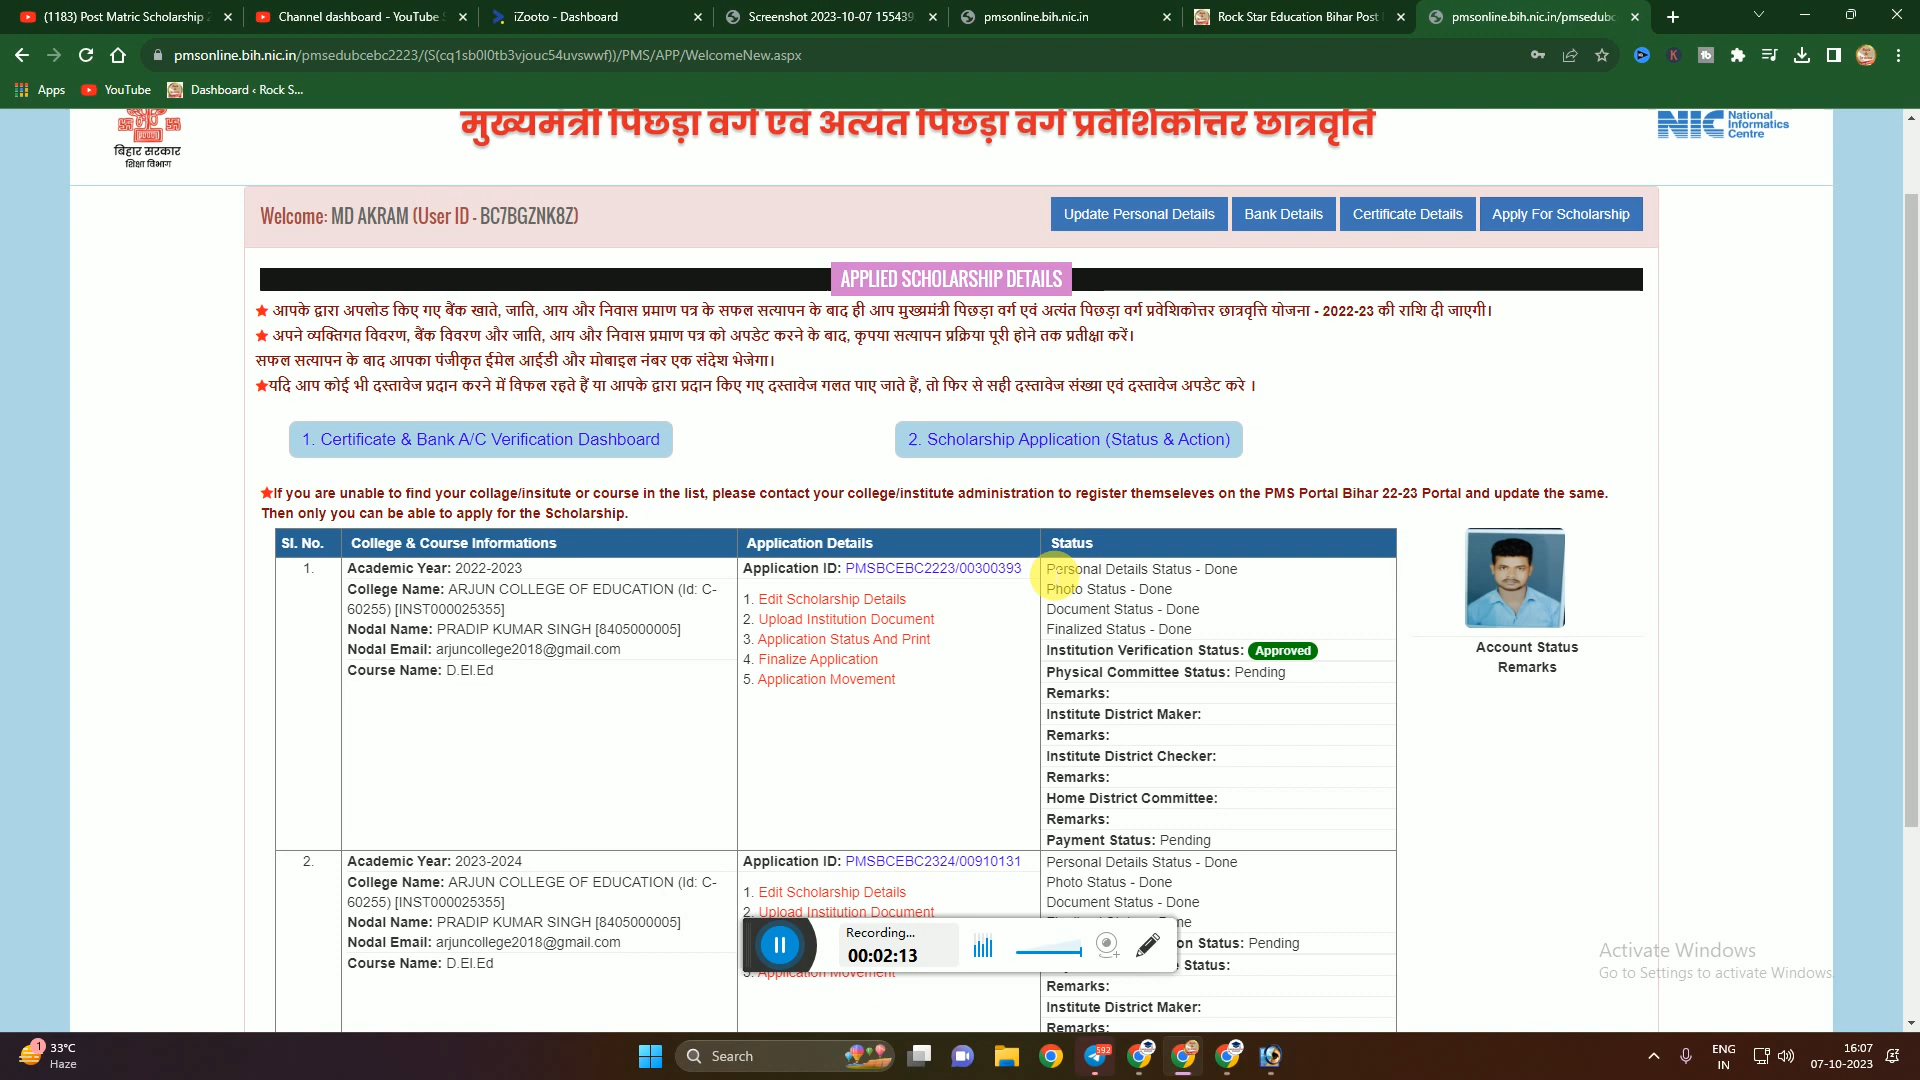 (1183) Post Matric Scholarship 2
Channel dashboard - YouTube S
iZooto - Dashboard
Screenshot 2023-10-07 155439
pmsonline.bih.nic.in
Rock Star Education Bihar Post
pmsonline.bih.nic.in/pmsedubc
pmsonline.bih.nic.in/pmsedubcebc2223/(S(cq1sb0l0tb3vjouc54uvswwf))/PMS/APP/WelcomeNew.aspx
Apps
YouTube
Dashboard ‹ Rock S...
बिहार सरकार
शिक्षा विभाग
मुख्यमंत्री पिछड़ा वर्ग एवं अत्यंत पिछड़ा वर्ग प्रवेशिकोत्तर छात्रवृति
NIC National
Informatics
Centre
Welcome: MD AKRAM (User ID - BC7BGZNK8Z)
Update Personal Details
Bank Details
Certificate Details
Apply For Scholarship
APPLIED SCHOLARSHIP DETAILS
आपके द्वारा अपलोड किए गए बैंक खाते, जाति, आय और निवास प्रमाण पत्र के सफल सत्यापन के बाद ही आप मुख्यमंत्री पिछड़ा वर्ग एवं अत्यंत पिछड़ा वर्ग प्रवेशिकोत्तर छात्रवृत्ति योजना - 2022-23 की राशि दी जाएगी।
अपने व्यक्तिगत विवरण, बैंक विवरण और जाति, आय और निवास प्रमाण पत्र को अपडेट करने के बाद, कृपया सत्यापन प्रक्रिया पूरी होने तक प्रतीक्षा करें।
सफल सत्यापन के बाद आपका पंजीकृत ईमेल आईडी और मोबाइल नंबर एक संदेश भेजेगा।
यदि आप कोई भी दस्तावेज प्रदान करने में विफल रहते हैं या आपके द्वारा प्रदान किए गए दस्तावेज गलत पाए जाते हैं, तो फिर से सही दस्तावेज संख्या एवं दस्तावेज अपडेट करे ।
1. Certificate & Bank A/C Verification Dashboard
2. Scholarship Application (Status & Action)
If you are unable to find your collage/insitute or course in the list, please contact your college/institute administration to register themseleves on the PMS Portal Bihar 22-23 Portal and update the same.
Then only you can be able to apply for the Scholarship.
Sl. No.
College & Course Informations
Application Details
Status
1.
Academic Year: 2022-2023
College Name: ARJUN COLLEGE OF EDUCATION (Id: C-
60255) [INST000025355]
Nodal Name: PRADIP KUMAR SINGH [8405000005]
Nodal Email: arjuncollege2018@gmail.com
Course Name: D.El.Ed
Application ID: PMSBCEBC2223/00300393
1. Edit Scholarship Details
2. Upload Institution Document
3. Application Status And Print
4. Finalize Application
5. Application Movement
Personal Details Status - Done
Photo Status - Done
Document Status - Done
Finalized Status - Done
Institution Verification Status: Approved
Physical Committee Status: Pending
Remarks:
Institute District Maker:
Remarks:
Institute District Checker:
Remarks:
Home District Committee:
Remarks:
Payment Status: Pending
Account Status
Remarks
2.
Academic Year: 2023-2024
College Name: ARJUN COLLEGE OF EDUCATION (Id: C-
60255) [INST000025355]
Nodal Name: PRADIP KUMAR SINGH [8405000005]
Nodal Email: arjuncollege2018@gmail.com
Course Name: D.El.Ed
Application ID: PMSBCEBC2324/00910131
1. Edit Scholarship Details
2. Upload Institution Document
5. Application Movement
Personal Details Status - Done
Photo Status - Done
Document Status - Done
ne
on Status: Pending
Status:
Remarks:
Institute District Maker:
Remarks:
Recording...
00:02:13
Activate Windows
Go to Settings to activate Windows.
1
33°C
Haze
Search
592
ENG
IN
16:07
07-10-2023